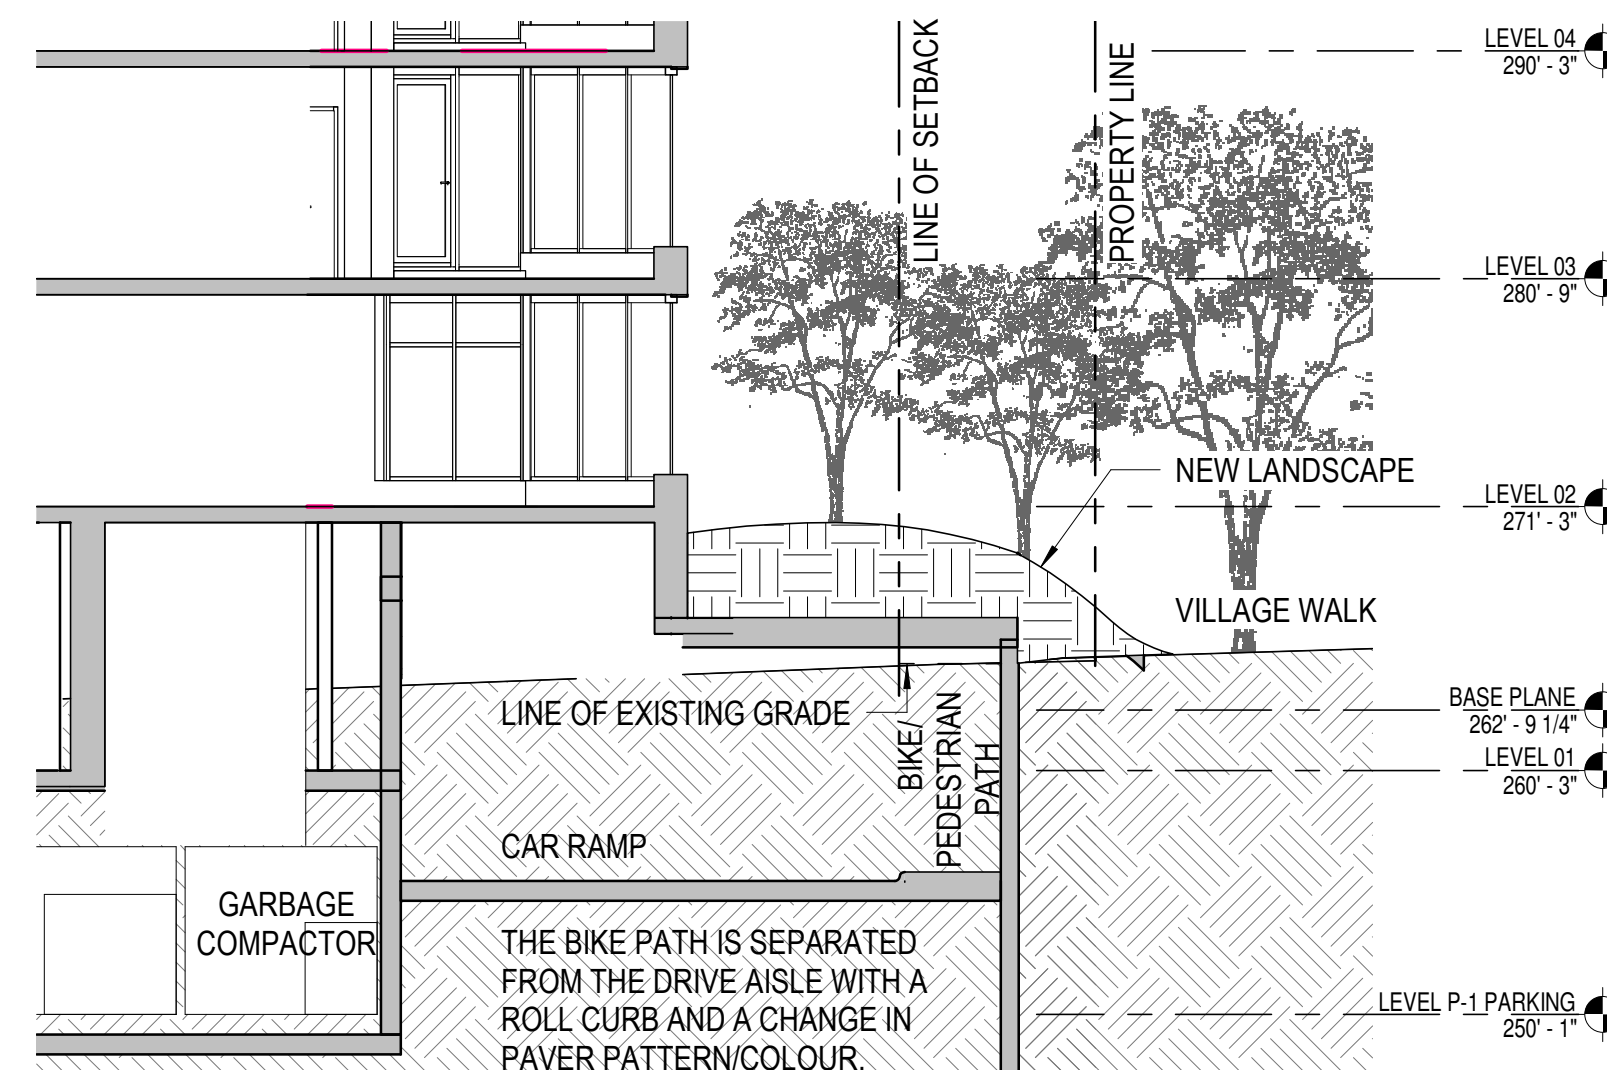 LEVEL 04
290' - 3"
LINE OF SETBACK
PROPERTY LINE
LEVEL 03
280' - 9"
NEW LANDSCAPE
LEVEL 02
271' - 3"
VILLAGE WALK
LINE OF EXISTING GRADE
BIKE/
PEDESTRIAN
PATH
BASE PLANE
262' - 9 1/4"
LEVEL 01
260' - 3"
CAR RAMP
GARBAGE
COMPACTOR
THE BIKE PATH IS SEPARATED
FROM THE DRIVE AISLE WITH A
ROLL CURB AND A CHANGE IN
PAVER PATTERN/COLOUR.
LEVEL P-1 PARKING
250' - 1"